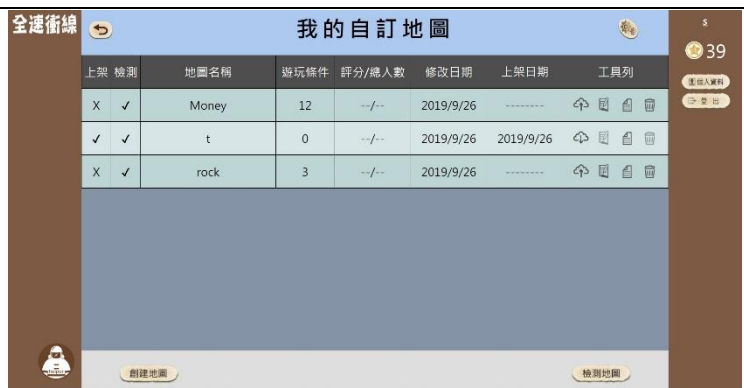 全速衝線
我的自訂地圖
s
39
個人資料
登出
上架 檢測 地圖名稱 遊玩條件 評分/總人數 修改日期 上架日期 工具列
X ✓ Money 12 --/-- 2019/9/26 --------
✓ ✓ t 0 --/-- 2019/9/26 2019/9/26
X ✓ rock 3 --/-- 2019/9/26 --------
創建地圖
檢測地圖